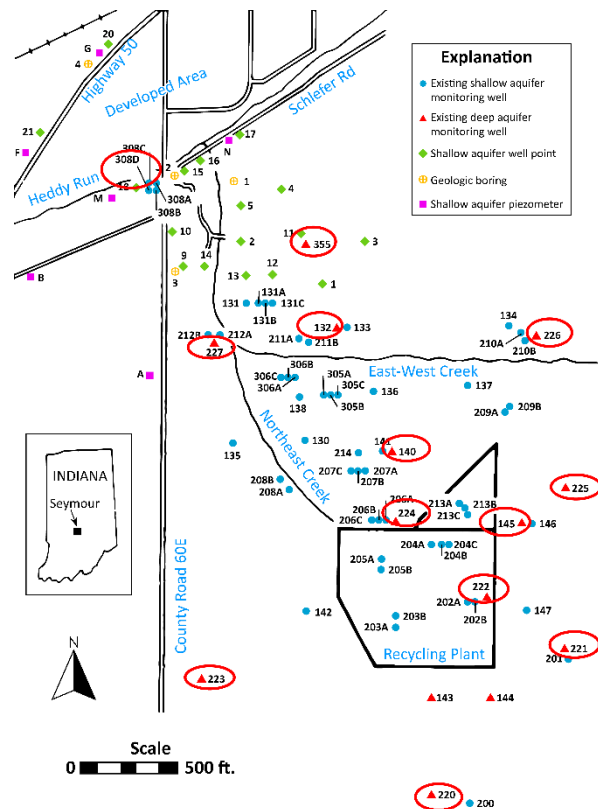 20
G
4
Highway 50
Developed Area
Schlefer Rd
Explanation
Existing shallow aquifer
monitoring well
Existing deep aquifer
monitoring well
Shallow aquifer well point
Geologic boring
Shallow aquifer piezometer
21
F
17
N
16
308C
308D
2
15
1
Heddy Run
18
308A
308B
M
4
5
10
2
11
355
3
9
14
3
13
12
1
B
131A
131
131C
131B
132
133
134
210A
226
210B
212B
212A
227
211A
211B
East-West Creek
A
306B
306C
306A
305A
305C
305B
138
136
137
209B
209A
Northeast Creek
INDIANA
Seymour
135
130
214
141
140
207C
207A
207B
208B
208A
225
206A
206B
206C
224
213A
213B
213C
145
146
204A
204C
204B
205A
205B
222
202A
202B
142
203B
203A
147
County Road 60E
N
Recycling Plant
221
201
223
143
144
Scale
0
500 ft.
220
200